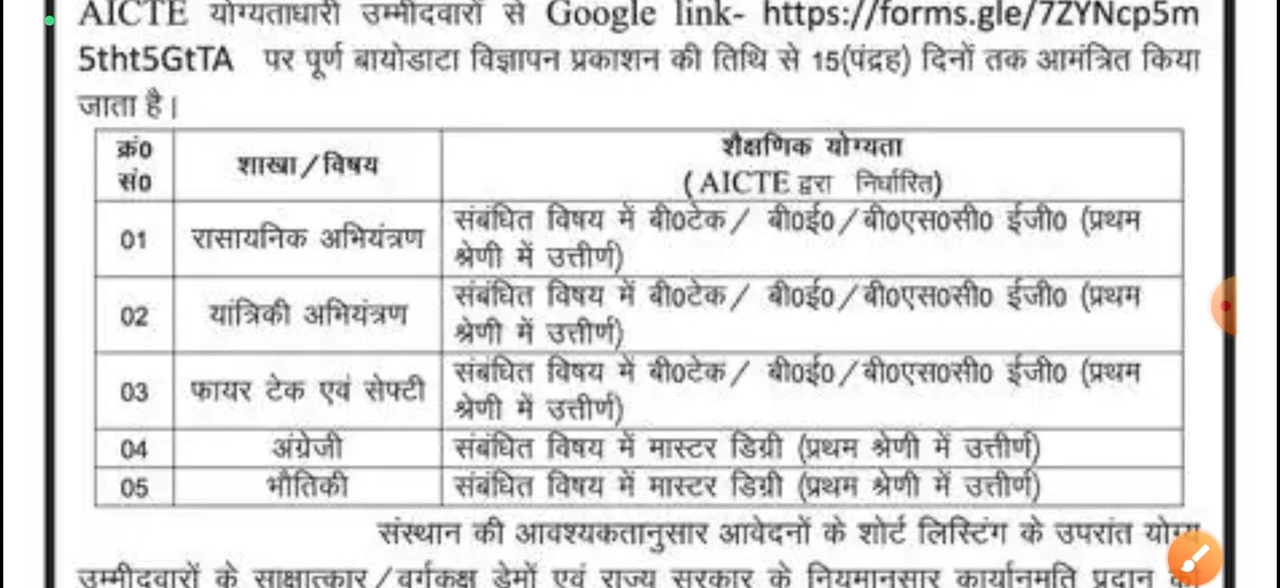 AICTE योग्यताधारी उम्मीदवारों से Google link- https://forms.gle/7ZYNcp5m
5tht5GtTA पर पूर्ण बायोडाटा विज्ञापन प्रकाशन की तिथि से 15(पंद्रह) दिनों तक आमंत्रित किया
जाता है।
क्रं0
सं0
शाखा/विषय
शैक्षणिक योग्यता
(AICTE द्वरा निर्धारित)
01
रासायनिक अभियंत्रण
संबंधित विषय में बी0टेक/ बी0ई0/बी0एस0सी0 ईजी0 (प्रथम
श्रेणी में उत्तीर्ण)
02
यांत्रिकी अभियंत्रण
संबंधित विषय में बी0टेक/ बी0ई0/बी0एस0सी0 ईजी0 (प्रथम
श्रेणी में उत्तीर्ण)
03
फायर टेक एवं सेफ्टी
संबंधित विषय में बी0टेक/ बी0ई0/बी0एस0सी0 ईजी0 (प्रथम
श्रेणी में उत्तीर्ण)
04
अंग्रेजी
संबंधित विषय में मास्टर डिग्री (प्रथम श्रेणी में उत्तीर्ण)
05
भौतिकी
संबंधित विषय में मास्टर डिग्री (प्रथम श्रेणी में उत्तीर्ण)
संस्थान की आवश्यकतानुसार आवेदनों के शोर्ट लिस्टिंग के उपरांत योग्य
उम्मीदवारों के साक्षात्कार/वर्गकक्ष डेमों एवं राज्य सरकार के नियमानुसार कार्यानुमति प्रदान